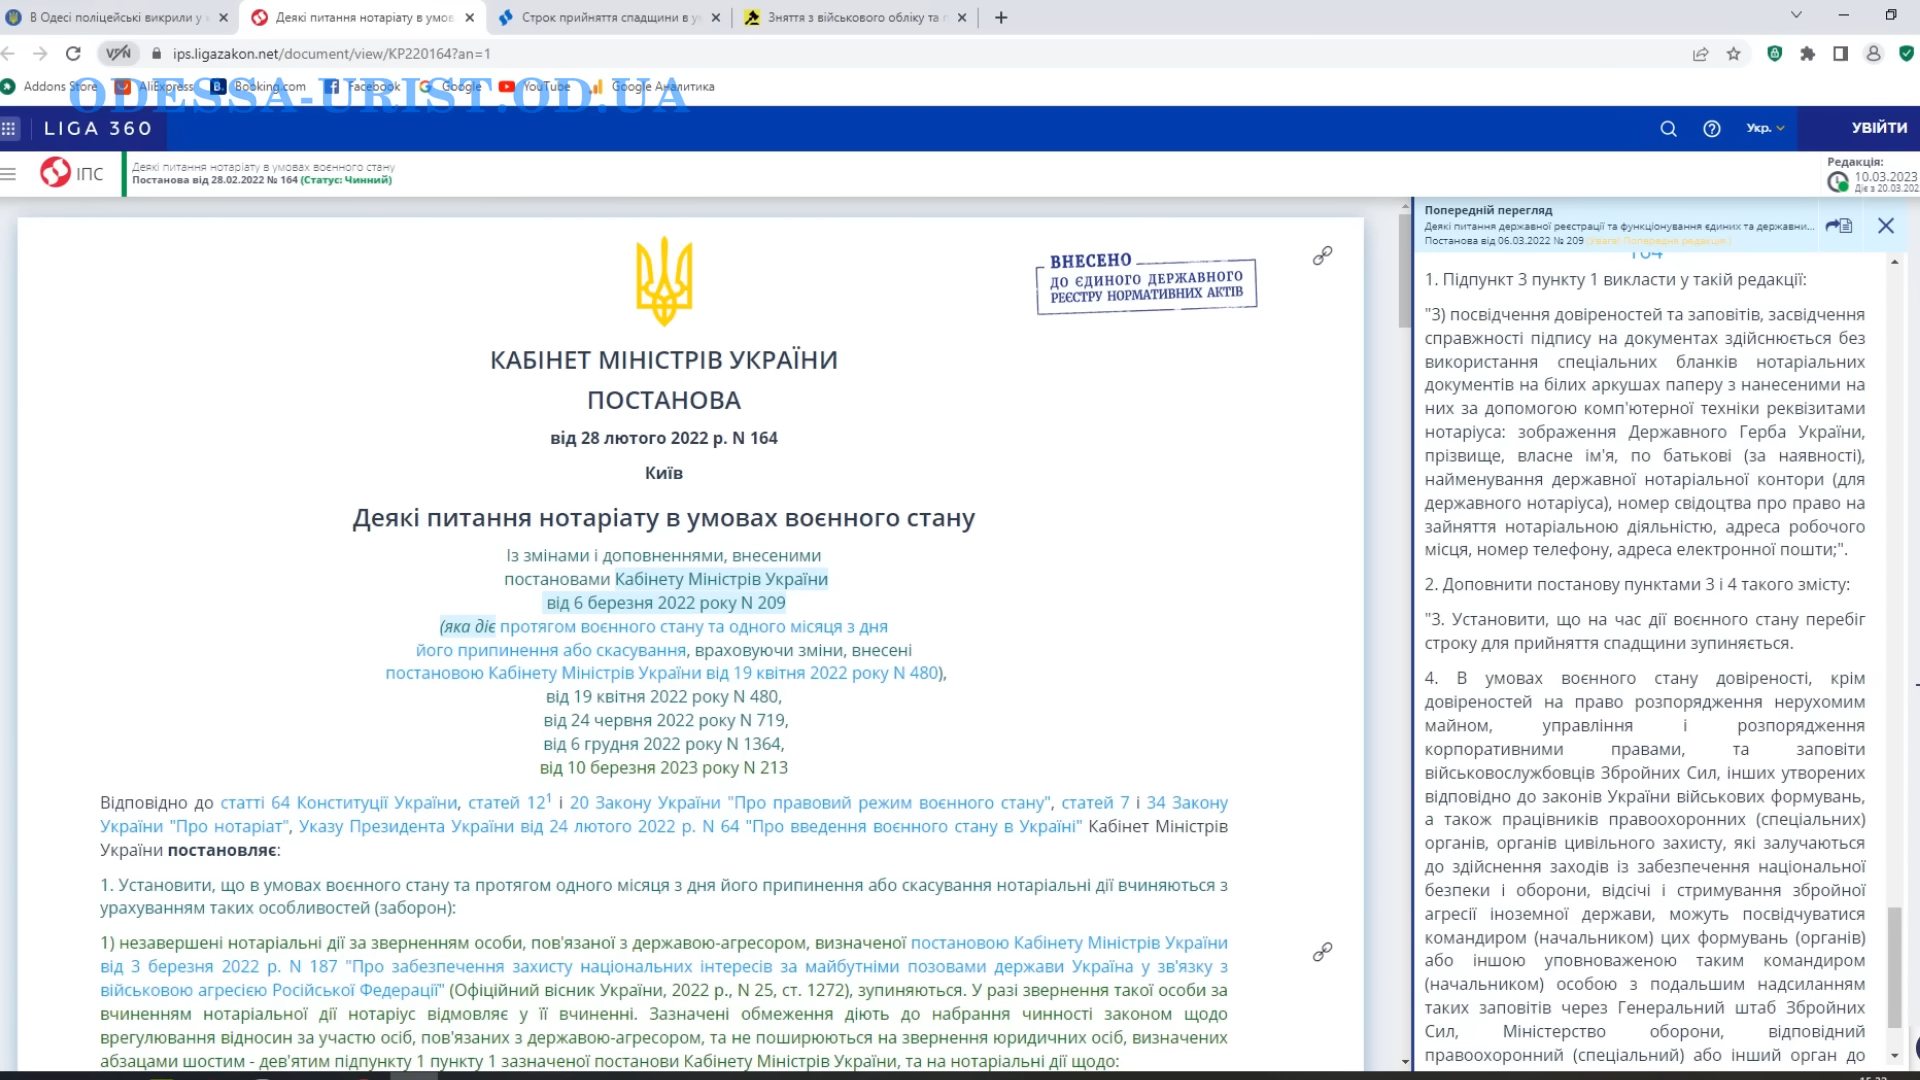 В Одесі поліцейські викрили у
Деякі питання нотаріату в умов
Строк прийняття спадщини в у
Зняття з військового обліку та
VPN
ips.ligazakon.net/document/view/KP220164?an=1
Addons Store
AliExpress
Booking.com
Facebook
Google
YouTube
Google Аналитика
ODESSA-URIST.OD.UA
LIGA 360
Укр.
УВІЙТИ
ІПС
Деякі питання нотаріату в умовах воєнного стану
Постанова від 28.02.2022 № 164 (Статус: Чинний)
Редакція:
10.03.2023
Діє з 20.03.202
ВНЕСЕНО
ДО ЄДИНОГО ДЕРЖАВНОГО
РЕЄСТРУ НОРМАТИВНИХ АКТІВ
КАБІНЕТ МІНІСТРІВ УКРАЇНИ
ПОСТАНОВА
від 28 лютого 2022 р. N 164
Київ
Деякі питання нотаріату в умовах воєнного стану
Із змінами і доповненнями, внесеними
постановами Кабінету Міністрів України
від 6 березня 2022 року N 209
(яка діє протягом воєнного стану та одного місяця з дня
його припинення або скасування, враховуючи зміни, внесені
постановою Кабінету Міністрів України від 19 квітня 2022 року N 480),
від 19 квітня 2022 року N 480,
від 24 червня 2022 року N 719,
від 6 грудня 2022 року N 1364,
від 10 березня 2023 року N 213
Відповідно до статті 64 Конституції України, статей 12¹ і 20 Закону України "Про правовий режим воєнного стану", статей 7 і 34 Закону
України "Про нотаріат", Указу Президента України від 24 лютого 2022 р. N 64 "Про введення воєнного стану в Україні" Кабінет Міністрів
України постановляє:
1. Установити, що в умовах воєнного стану та протягом одного місяця з дня його припинення або скасування нотаріальні дії вчиняються з
урахуванням таких особливостей (заборон):
1) незавершені нотаріальні дії за зверненням особи, пов'язаної з державою-агресором, визначеної постановою Кабінету Міністрів України
від 3 березня 2022 р. N 187 "Про забезпечення захисту національних інтересів за майбутніми позовами держави Україна у зв'язку з
військовою агресією Російської Федерації" (Офіційний вісник України, 2022 р., N 25, ст. 1272), зупиняються. У разі звернення такої особи за
вчиненням нотаріальної дії нотаріус відмовляє у її вчиненні. Зазначені обмеження діють до набрання чинності законом щодо
врегулювання відносин за участю осіб, пов'язаних з державою-агресором, та не поширюються на звернення юридичних осіб, визначених
абзацами шостим - дев'ятим підпункту 1 пункту 1 зазначеної постанови Кабінету Міністрів України, та на нотаріальні дії щодо:
Попередній перегляд
Деякі питання державної реєстрації та функціонування єдиних та державни...
Постанова від 06.03.2022 № 209 (Увага! Попередня редакція.)
164
1. Підпункт 3 пункту 1 викласти у такій редакції:
"3) посвідчення довіреностей та заповітів, засвідчення
справжності підпису на документах здійснюється без
використання спеціальних бланків нотаріальних
документів на білих аркушах паперу з нанесеними на
них за допомогою комп'ютерної техніки реквізитами
нотаріуса: зображення Державного Герба України,
прізвище, власне ім'я, по батькові (за наявності),
найменування державної нотаріальної контори (для
державного нотаріуса), номер свідоцтва про право на
зайняття нотаріальною діяльністю, адреса робочого
місця, номер телефону, адреса електронної пошти;".
2. Доповнити постанову пунктами 3 і 4 такого змісту:
"3. Установити, що на час дії воєнного стану перебіг
строку для прийняття спадщини зупиняється.
4. В умовах воєнного стану довіреності, крім
довіреностей на право розпорядження нерухомим
майном, управління і розпорядження
корпоративними правами, та заповіти
військовослужбовців Збройних Сил, інших утворених
відповідно до законів України військових формувань,
а також працівників правоохоронних (спеціальних)
органів, органів цивільного захисту, які залучаються
до здійснення заходів із забезпечення національної
безпеки і оборони, відсічі і стримування збройної
агресії іноземної держави, можуть посвідчуватися
командиром (начальником) цих формувань (органів)
або іншою уповноваженою таким командиром
(начальником) особою з подальшим надсиланням
таких заповітів через Генеральний штаб Збройних
Сил, Міністерство оборони, відповідний
правоохоронний (спеціальний) або інший орган до